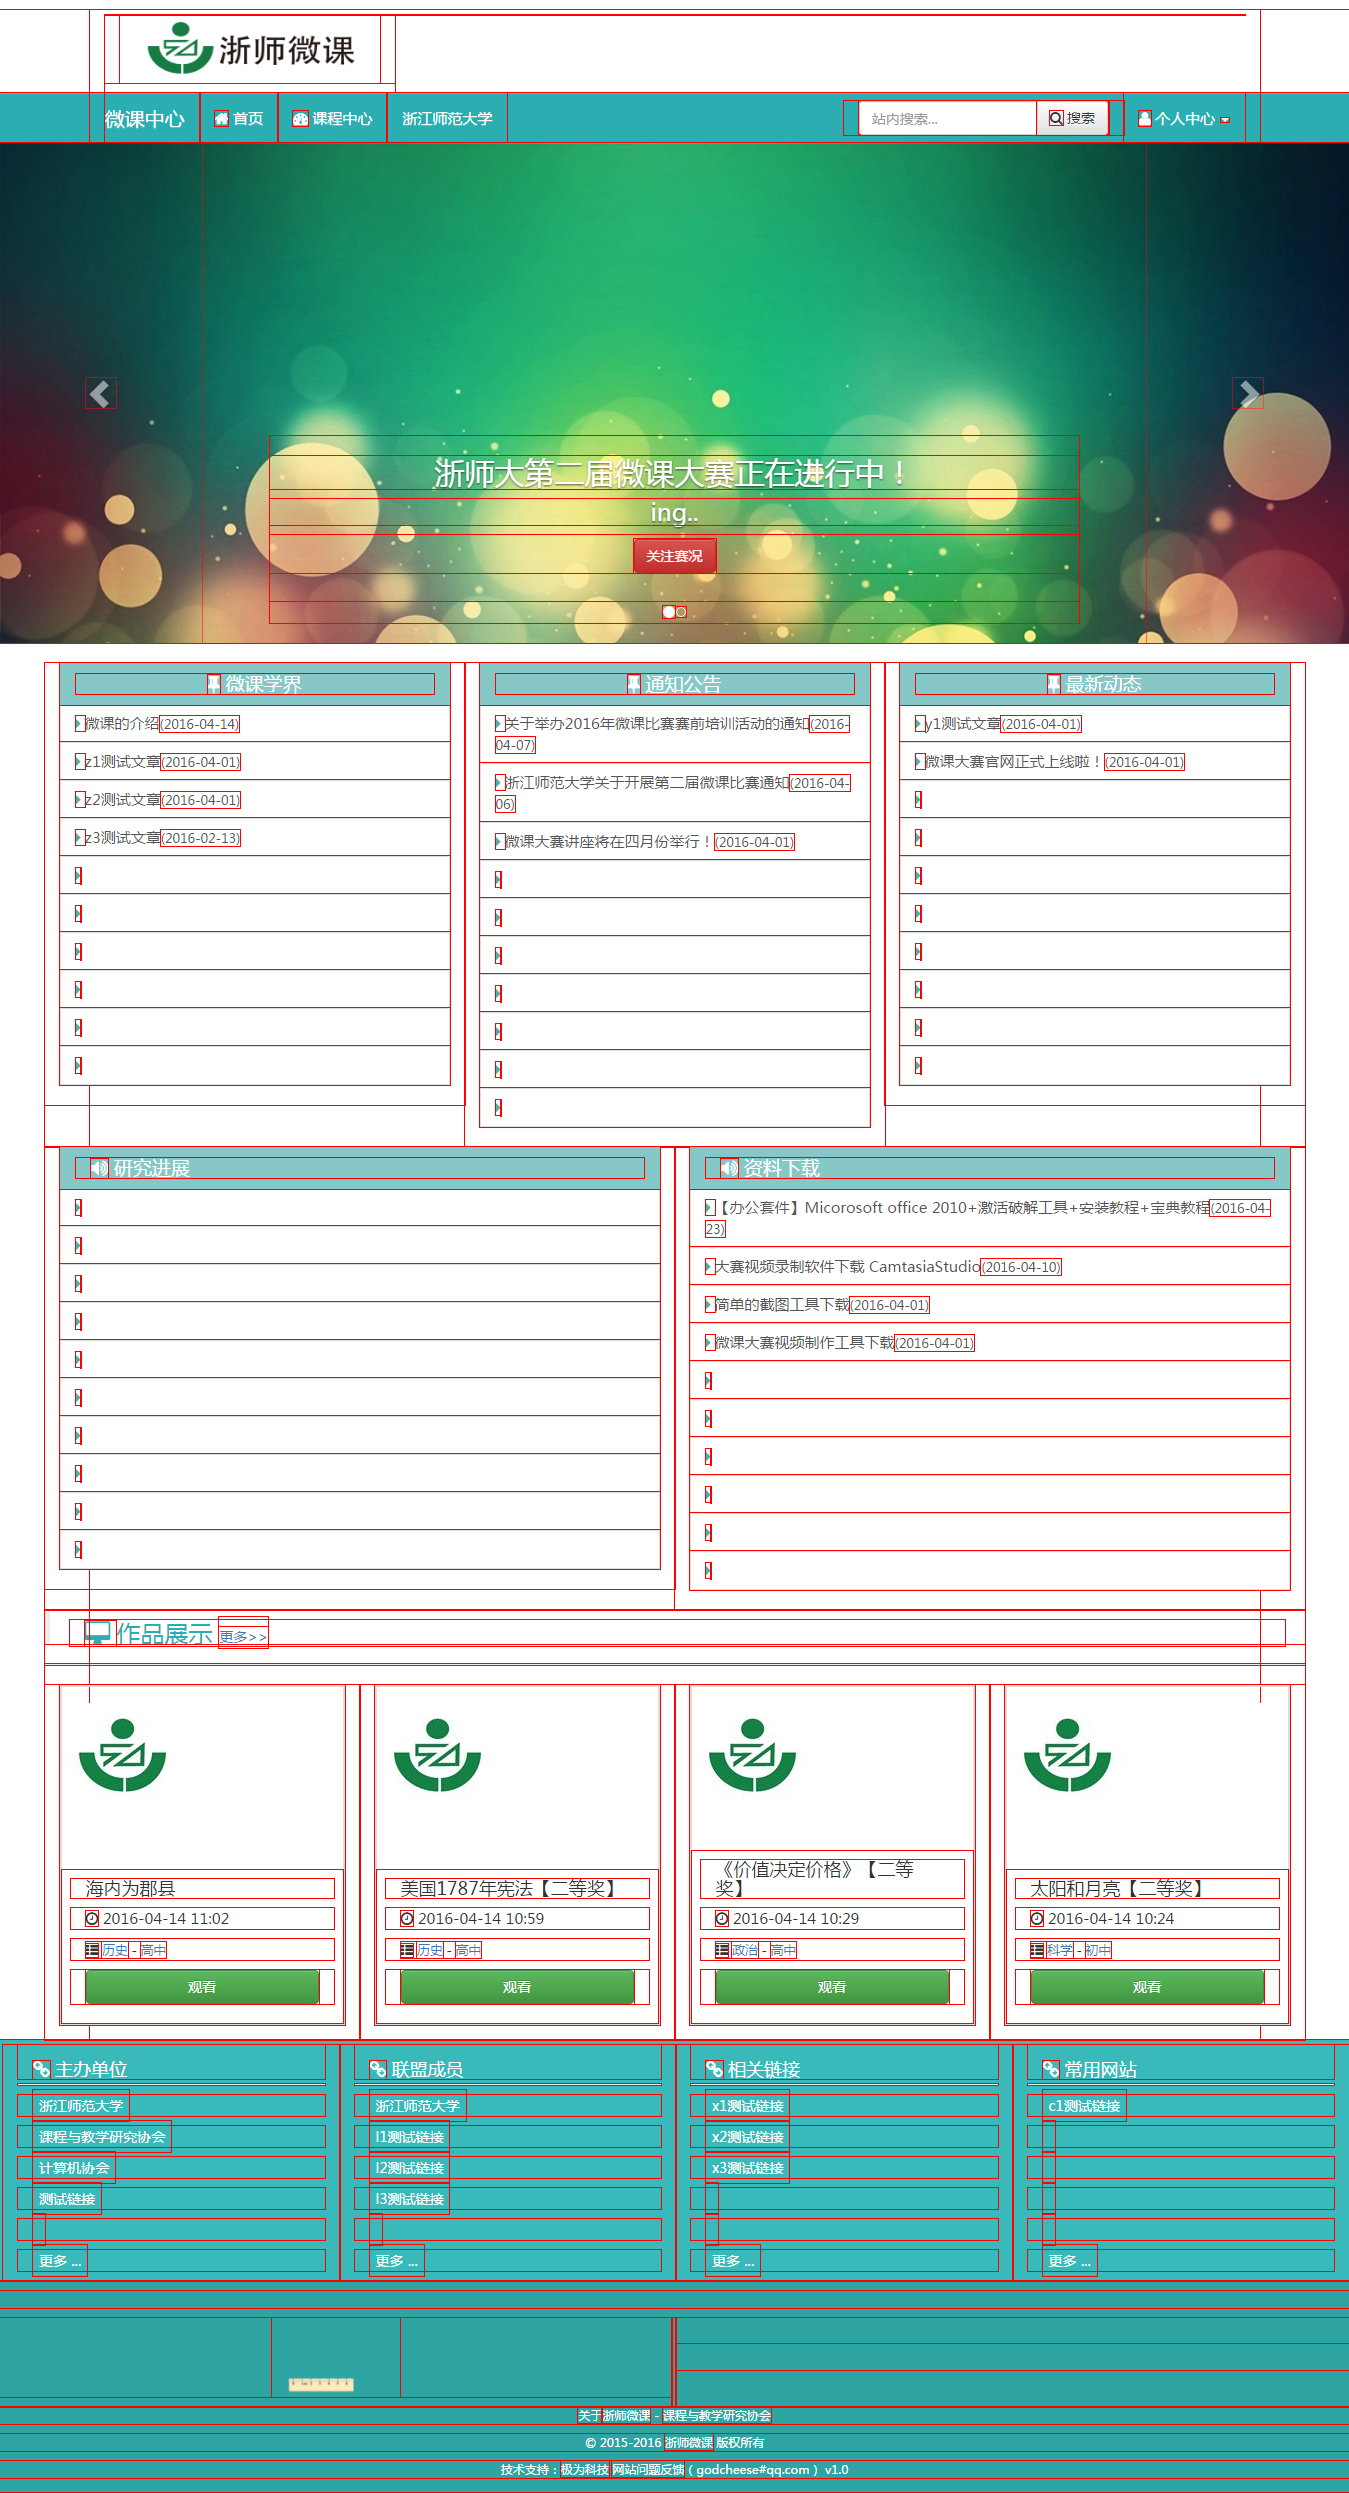 浙师微课
微课中心 首页 课程中心 浙江师范大学 站内搜索... 搜索 个人中心
浙师大第二届微课大赛正在进行中！
ing..
关注赛况
微课学界
微课的介绍(2016-04-14)
z1测试文章(2016-04-01)
z2测试文章(2016-04-01)
z3测试文章(2016-02-13)
通知公告
关于举办2016年微课比赛赛前培训活动的通知(2016-
04-07)
浙江师范大学关于开展第二届微课比赛通知(2016-04-
06)
微课大赛讲座将在四月份举行！(2016-04-01)
最新动态
y1测试文章(2016-04-01)
微课大赛官网正式上线啦！(2016-04-01)
研究进展
资料下载
【办公套件】Micorosoft office 2010+激活破解工具+安装教程+宝典教程(2016-04-
23)
大赛视频录制软件下载 CamtasiaStudio(2016-04-10)
简单的截图工具下载(2016-04-01)
微课大赛视频制作工具下载(2016-04-01)
作品展示 更多>>
海内为郡县
2016-04-14 11:02
历史 - 高中
观看
美国1787年宪法【二等奖】
2016-04-14 10:59
历史 - 高中
观看
《价值决定价格》【二等
奖】
2016-04-14 10:29
政治 - 高中
观看
太阳和月亮【二等奖】
2016-04-14 10:24
科学 - 初中
观看
主办单位
浙江师范大学
课程与教学研究协会
计算机协会
测试链接
更多 ...
联盟成员
浙江师范大学
l1测试链接
l2测试链接
l3测试链接
更多 ...
相关链接
x1测试链接
x2测试链接
x3测试链接
更多 ...
常用网站
c1测试链接
更多 ...
关于浙师微课 - 课程与教学研究协会
© 2015-2016 浙师微课 版权所有
技术支持：极为科技 网站问题反馈（godcheese#qq.com） v1.0